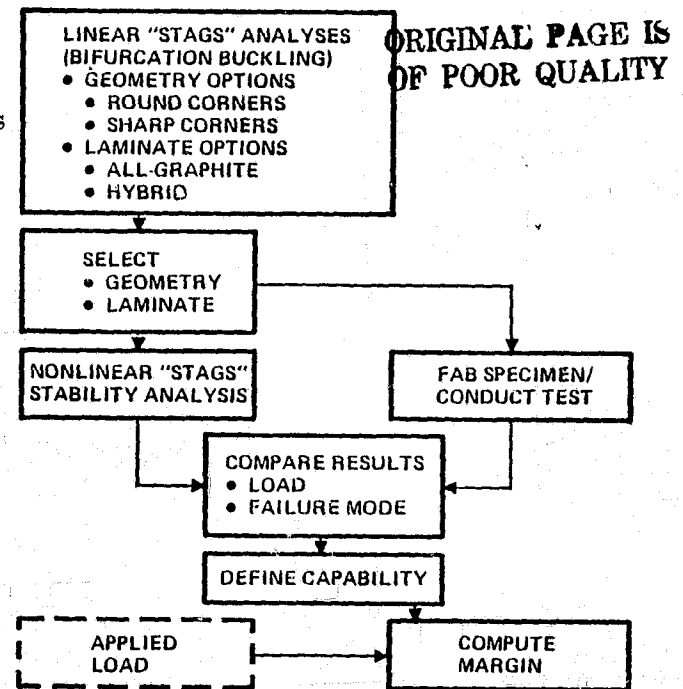 LINEAR "STAGS" ANALYSES
(BIFURCATION BUCKLING)
• GEOMETRY OPTIONS
• ROUND CORNERS
• SHARP CORNERS
• LAMINATE OPTIONS
• ALL-GRAPHITE
• HYBRID
ORIGINAL PAGE IS
OF POOR QUALITY
s
SELECT
• GEOMETRY
• LAMINATE
NONLINEAR "STAGS"
STABILITY ANALYSIS
FAB SPECIMEN/
CONDUCT TEST
COMPARE RESULTS
• LOAD
• FAILURE MODE
DEFINE CAPABILITY
APPLIED
LOAD
COMPUTE
MARGIN